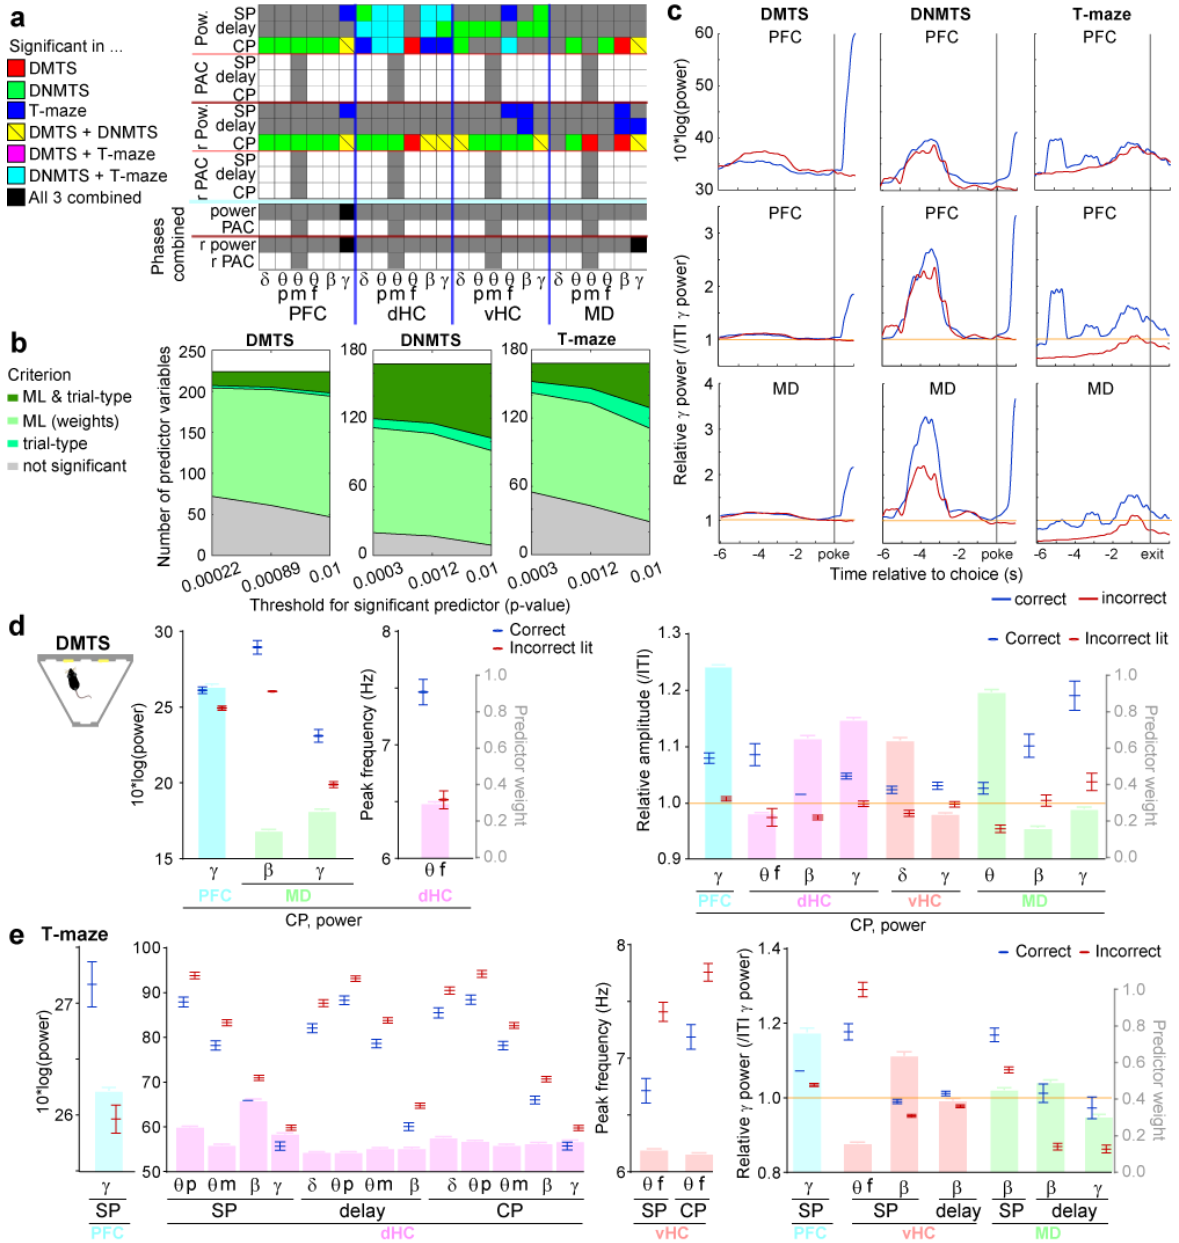 a
Significant in ...
DMTS
DNMTS
T-maze
DMTS + DNMTS
DMTS + T-maze
DNMTS + T-maze
All 3 combined
Pow.
SP
delay
CP
PAC
SP
delay
CP
r Pow.
SP
delay
CP
r PAC
SP
delay
CP
Phases combined
power
PAC
r power
r PAC
δ θ θ θ β γ δ θ θ θ β γ δ θ θ θ β γ δ θ θ θ β γ
p m f p m f p m f p m f
PFC dHC vHC MD
b
Criterion
ML & trial-type
ML (weights)
trial-type
not significant
DMTS DNMTS T-maze
Number of predictor variables
250
200
150
100
50
0
180
120
60
0
180
120
60
0
0.00022 0.00089 0.01 0.0003 0.0012 0.01 0.0003 0.0012 0.01
Threshold for significant predictor (p-value)
c
DMTS DNMTS T-maze
PFC PFC PFC
10*log(power)
60
50
40
30
PFC PFC PFC
Relative γ power (/ITI γ power)
3
2
1
MD MD MD
4
3
2
1
-6 -4 -2 poke -6 -4 -2 poke -6 -4 -2 exit
Time relative to choice (s)
correct incorrect
d
DMTS
10*log(power)
30
25
20
15
γ β γ
PFC MD
Peak frequency (Hz)
8
7
6
θ f
dHC
CP, power
Correct
Incorrect lit
1.0
0.8
0.6
0.4
0.2
0.0
Predictor weight
Relative amplitude (/ITI)
1.3
1.2
1.1
1.0
0.9
Correct Incorrect lit
1.0
0.8
0.6
0.4
0.2
0.0
Predictor weight
γ θ f β γ δ γ θ β γ
PFC dHC vHC MD
CP, power
e
T-maze
10*log(power)
27
26
γ
SP
PFC
100
90
80
70
60
50
θp θm β γ δ θp θm β δ θp θm β γ
SP delay CP
dHC
Peak frequency (Hz)
8
7
6
θ f θ f
SP CP
vHC
Relative γ power (/ITI γ power)
1.4
1.2
1.0
0.8
Correct Incorrect
1.0
0.8
0.6
0.4
0.2
0.0
Predictor weight
γ θ f β β β β γ
SP SP delay SP delay
PFC vHC MD